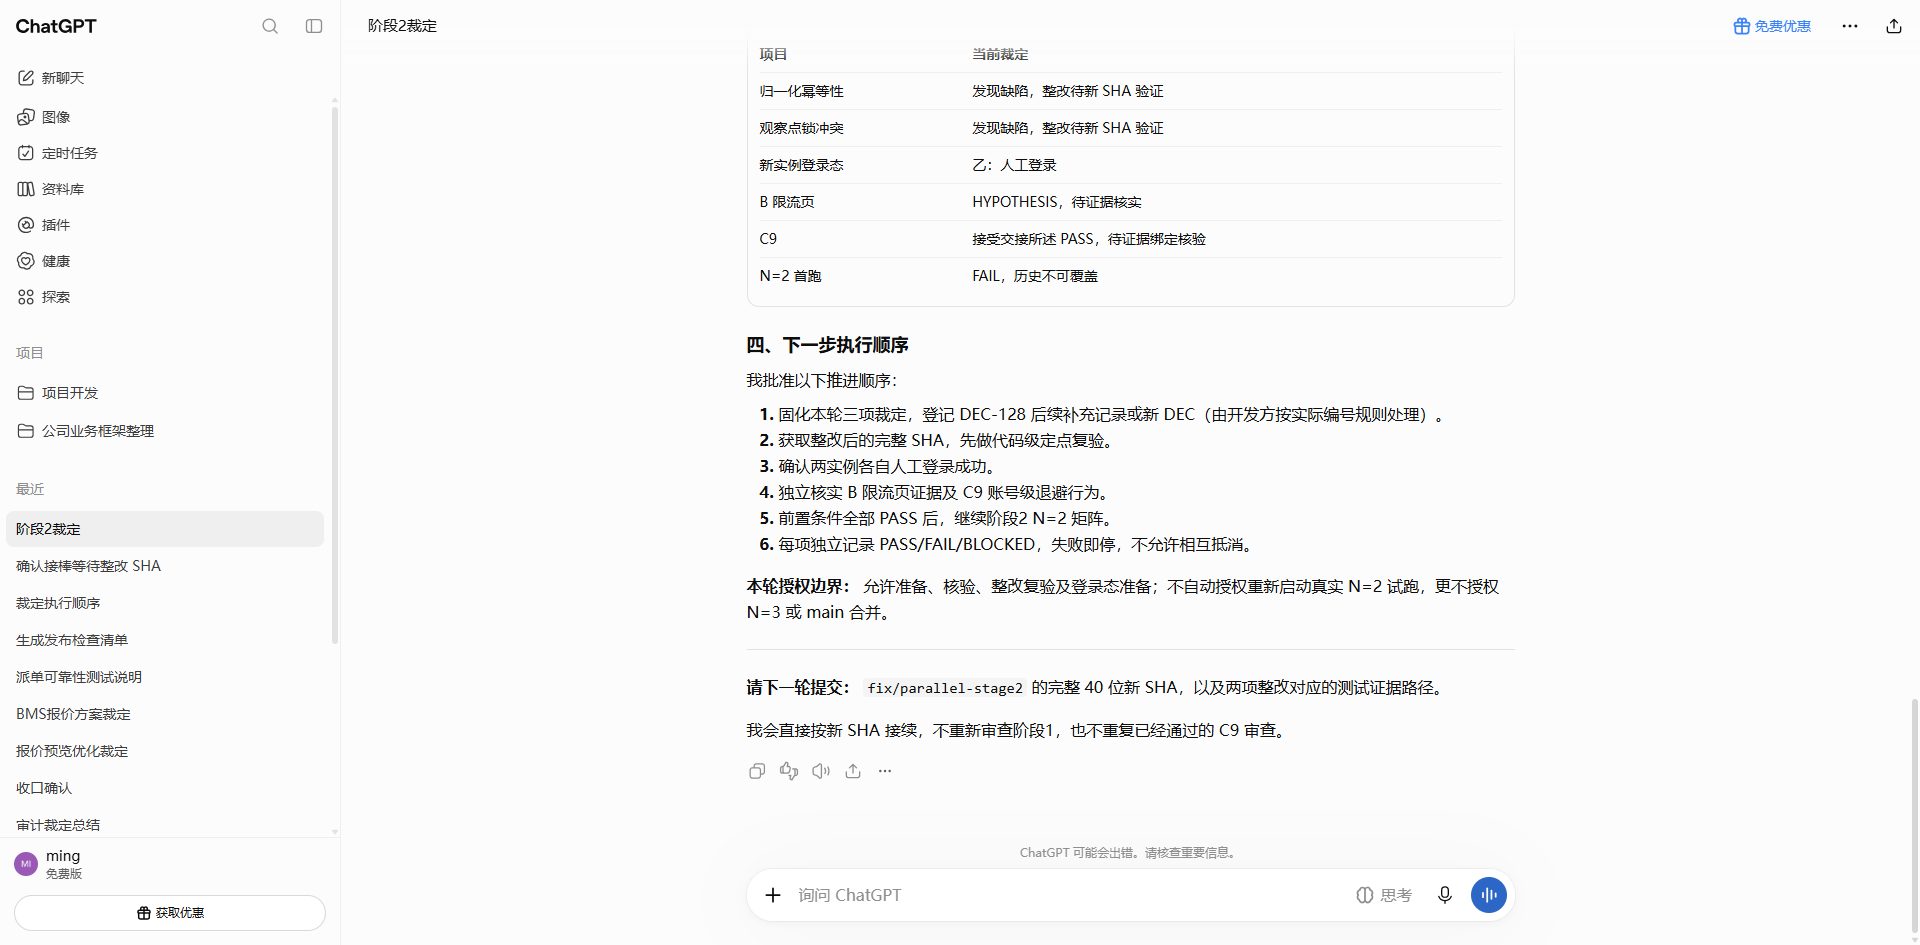 ChatGPT
新聊天
图像
定时任务
资料库
插件
健康
探索
项目
项目开发
公司业务框架整理
最近
阶段2裁定
确认接棒等待整改 SHA
裁定执行顺序
生成发布检查清单
派单可靠性测试说明
BMS报价方案裁定
报价预览优化裁定
收口确认
审计裁定总结
MI
ming
免费版
获取优惠
阶段2裁定
免费优惠
项目 当前裁定
归一化幂等性 发现缺陷，整改待新 SHA 验证
观察点锁冲突 发现缺陷，整改待新 SHA 验证
新实例登录态 乙：人工登录
B 限流页 HYPOTHESIS，待证据核实
C9 接受交接所述 PASS，待证据绑定核验
N=2 首跑 FAIL，历史不可覆盖
四、下一步执行顺序
我批准以下推进顺序：
1. 固化本轮三项裁定，登记 DEC-128 后续补充记录或新 DEC（由开发方按实际编号规则处理）。
2. 获取整改后的完整 SHA，先做代码级定点复验。
3. 确认两实例各自人工登录成功。
4. 独立核实 B 限流页证据及 C9 账号级退避行为。
5. 前置条件全部 PASS 后，继续阶段2 N=2 矩阵。
6. 每项独立记录 PASS/FAIL/BLOCKED，失败即停，不允许相互抵消。
本轮授权边界： 允许准备、核验、整改复验及登录态准备；不自动授权重新启动真实 N=2 试跑，更不授权
N=3 或 main 合并。
请下一轮提交： fix/parallel-stage2 的完整 40 位新 SHA，以及两项整改对应的测试证据路径。
我会直接按新 SHA 接续，不重新审查阶段1，也不重复已经通过的 C9 审查。
ChatGPT 可能会出错。请核查重要信息。
询问 ChatGPT
思考